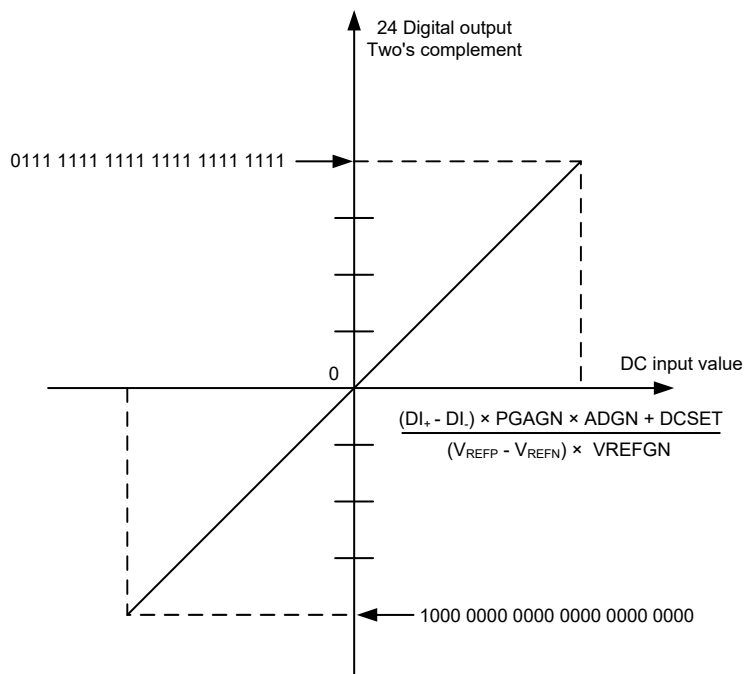 24 Digital output
Two's complement
0111 1111 1111 1111 1111 1111
0
DC input value
(DI+ - DI-) × PGAGN × ADGN + DCSET
(VREFP - VREFN) × VREFGN
1000 0000 0000 0000 0000 0000